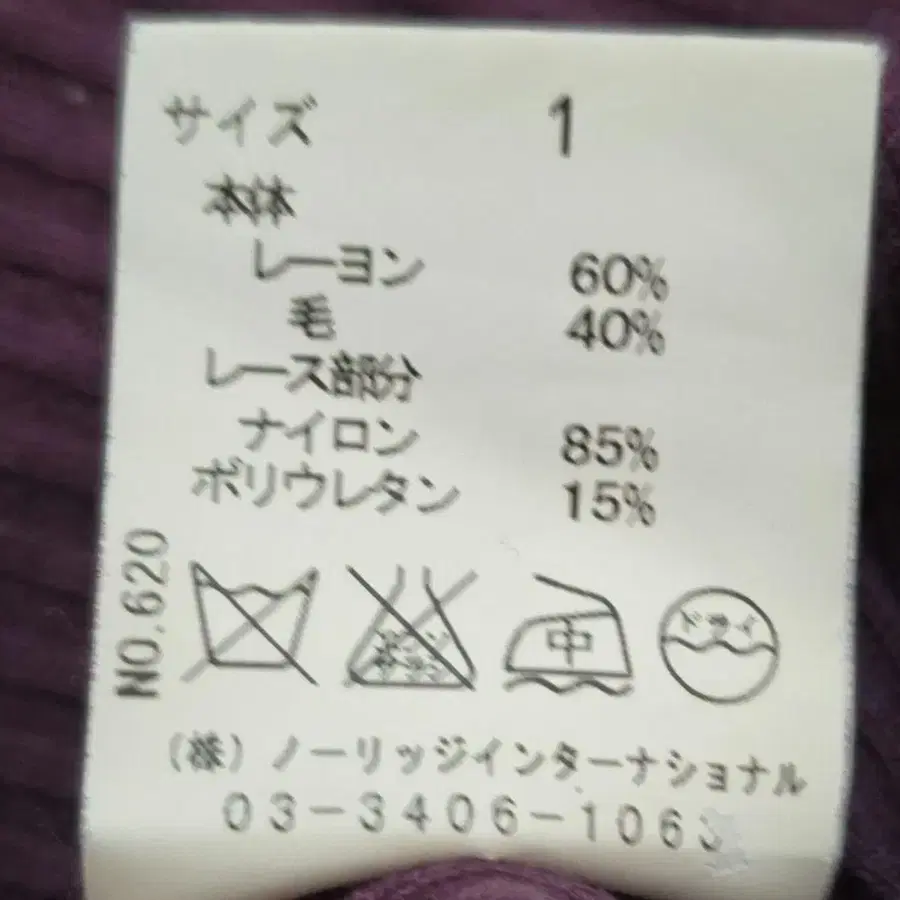 サイズ 1
本体
レーヨン 60%
毛 40%
レース部分
ナイロン 85%
ポリウレタン 15%
NO.620
中
ドライ
(株)ノーリッジインターナショナル
03-3406-106